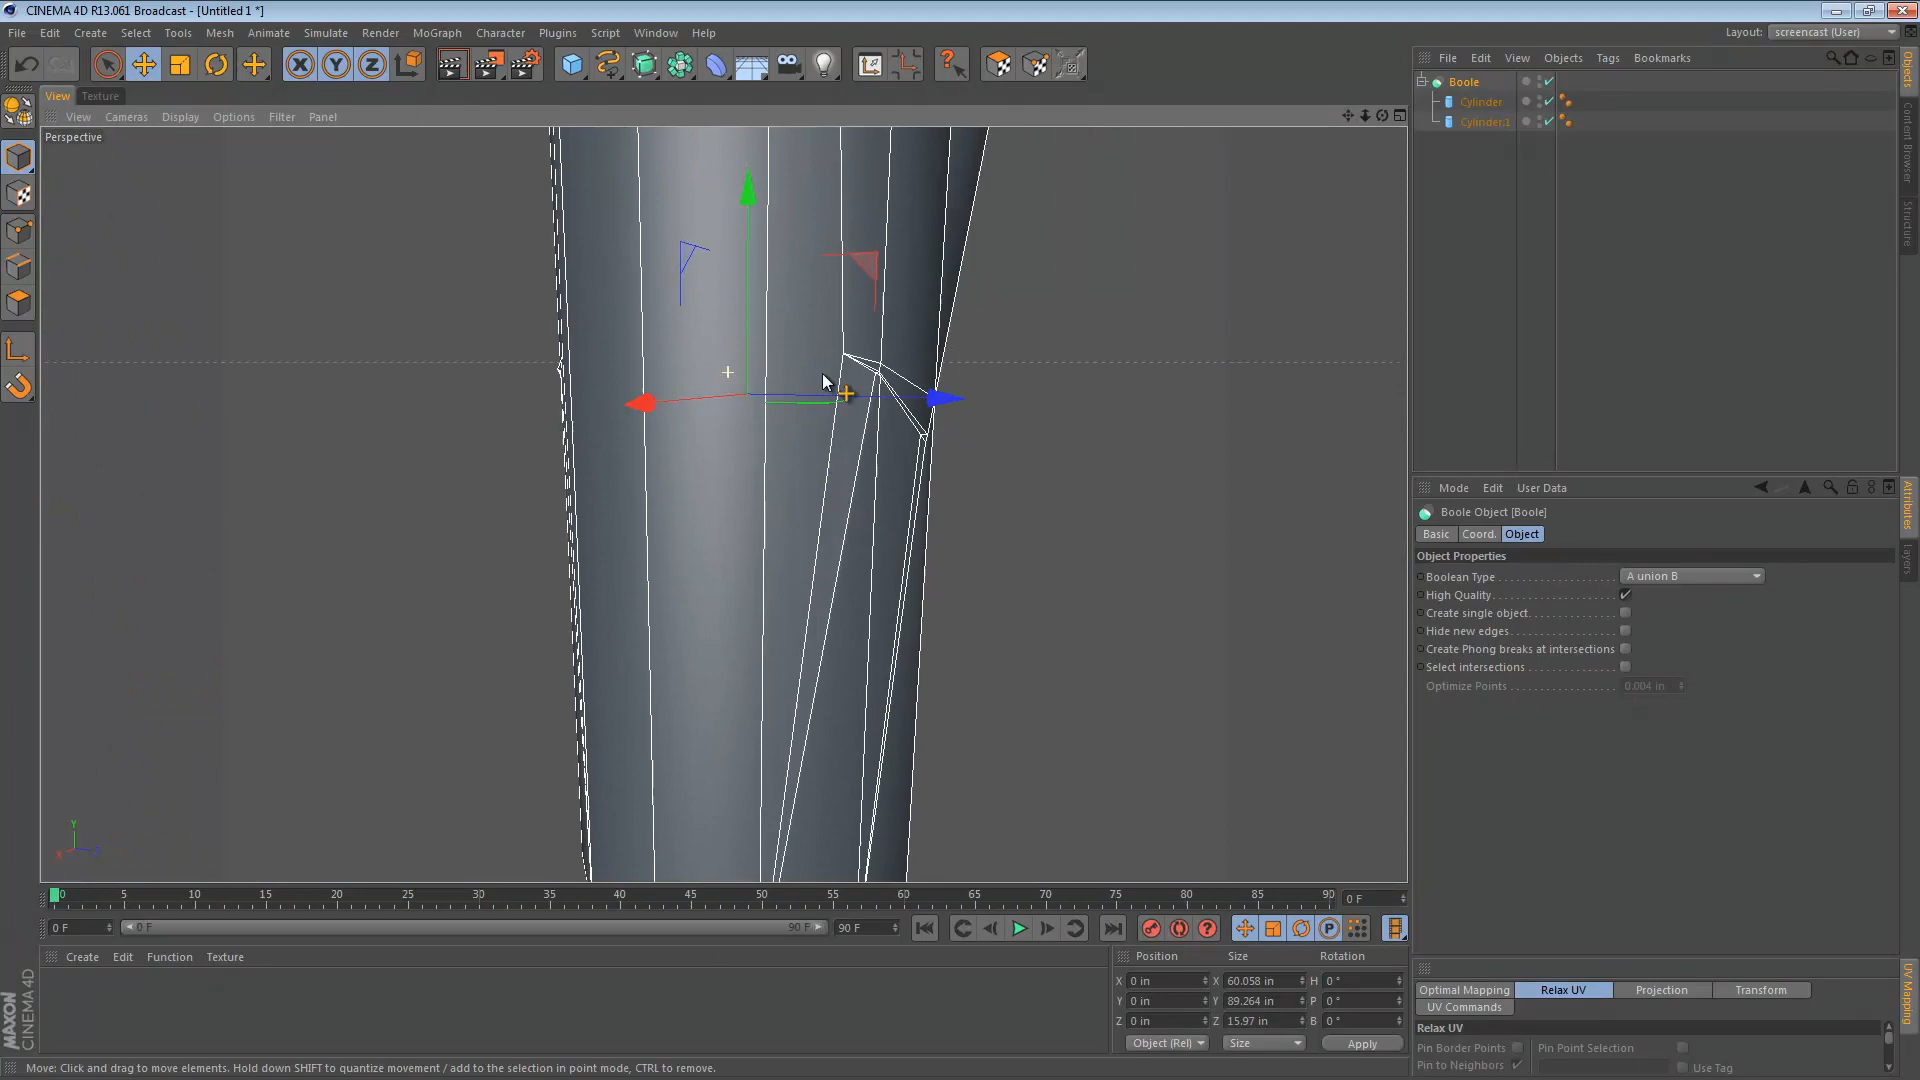 CINEMA 4D R13.061 Broadcast - [Untitled 1 *]
File Edit Create Select Tools Mesh Animate Simulate Render MoGraph Character Plugins Script Window Help
Layout: screencast (User)
View Texture
View Cameras Display Options Filter Panel
Perspective
Y
X
Z
File Edit View Objects Tags Bookmarks
Boole
Cylinder
Cylinder.1
Objects
Content Browser
Structure
Mode Edit User Data
Boole Object [Boole]
Basic Coord. Object
Object Properties
Boolean Type A union B
High Quality
Create single object
Hide new edges
Create Phong breaks at intersections
Select intersections
Optimize Points 0.004 in
Attributes
Layers
0 5 10 15 20 25 30 35 40 45 50 55 60 65 70 75 80 85 90 0 F
0 F 0 F 90 F 90 F
Create Edit Function Texture
Position Size Rotation
X 0 in X 60.058 in H 0 °
Y 0 in Y 89.264 in P 0 °
Z 0 in Z 15.97 in B 0 °
Object (Rel) Size Apply
Optimal Mapping Relax UV Projection Transform
UV Commands
Relax UV
Pin Border Points Pin Point Selection
Pin to Neighbors Use Tag
UV Mapping
MAXON
CINEMA 4D
Move: Click and drag to move elements. Hold down SHIFT to quantize movement / add to the selection in point mode, CTRL to remove.